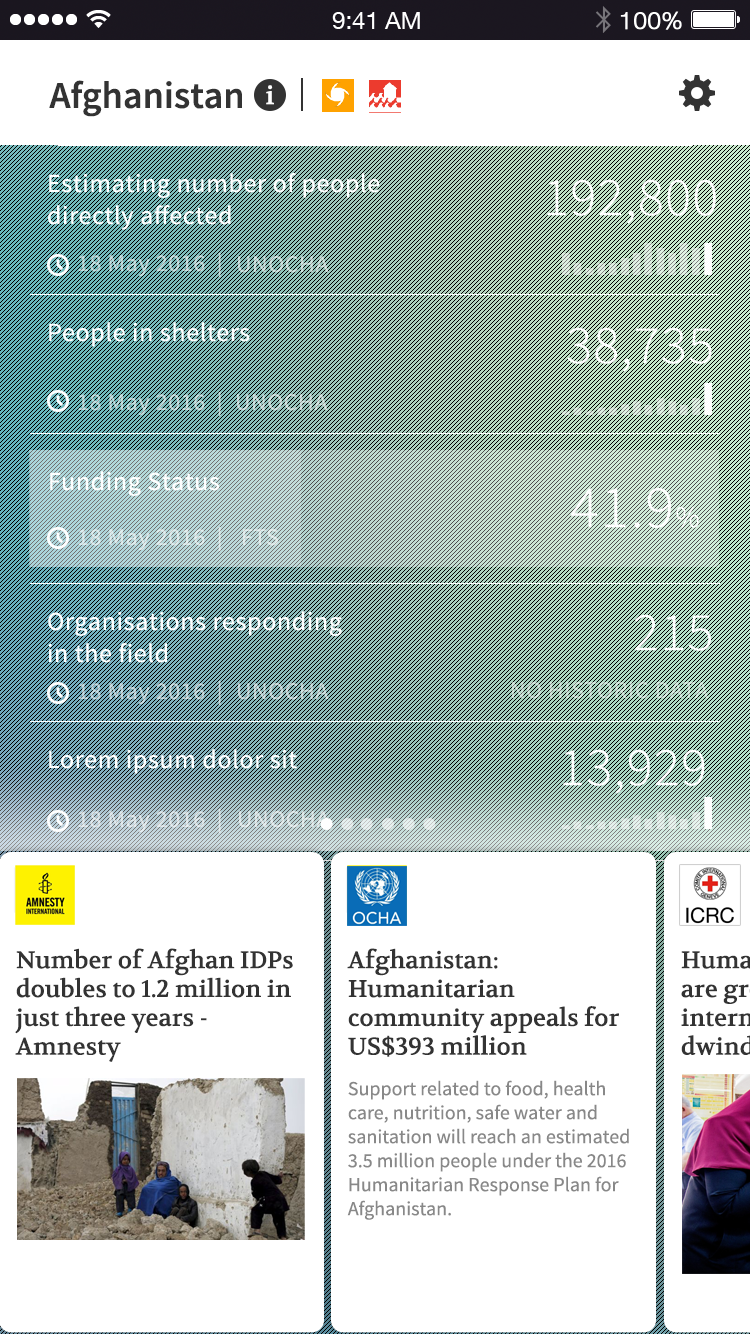 9:41 AM
100%
Afghanistan i
Estimating number of people
directly affected
192,800
18 May 2016 | UNOCHA
People in shelters
38,735
18 May 2016 | UNOCHA
Funding Status
41.9%
18 May 2016 | FTS
Organisations responding
in the field
215
18 May 2016 | UNOCHA
NO HISTORIC DATA
Lorem ipsum dolor sit
13,929
18 May 2016 | UNOCHA
AMNESTY
INTERNATIONAL
Number of Afghan IDPs
doubles to 1.2 million in
just three years -
Amnesty
OCHA
Afghanistan:
Humanitarian
community appeals for
US$393 million
Support related to food, health
care, nutrition, safe water and
sanitation will reach an estimated
3.5 million people under the 2016
Humanitarian Response Plan for
Afghanistan.
COMITE INTERNATIONAL
GENEVE
ICRC
Huma
are gr
intern
dwind